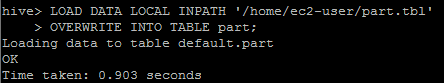 hive> LOAD DATA LOCAL INPATH '/home/ec2-user/part.tbl'
    > OVERWRITE INTO TABLE part;
Loading data to table default.part
OK
Time taken: 0.903 seconds